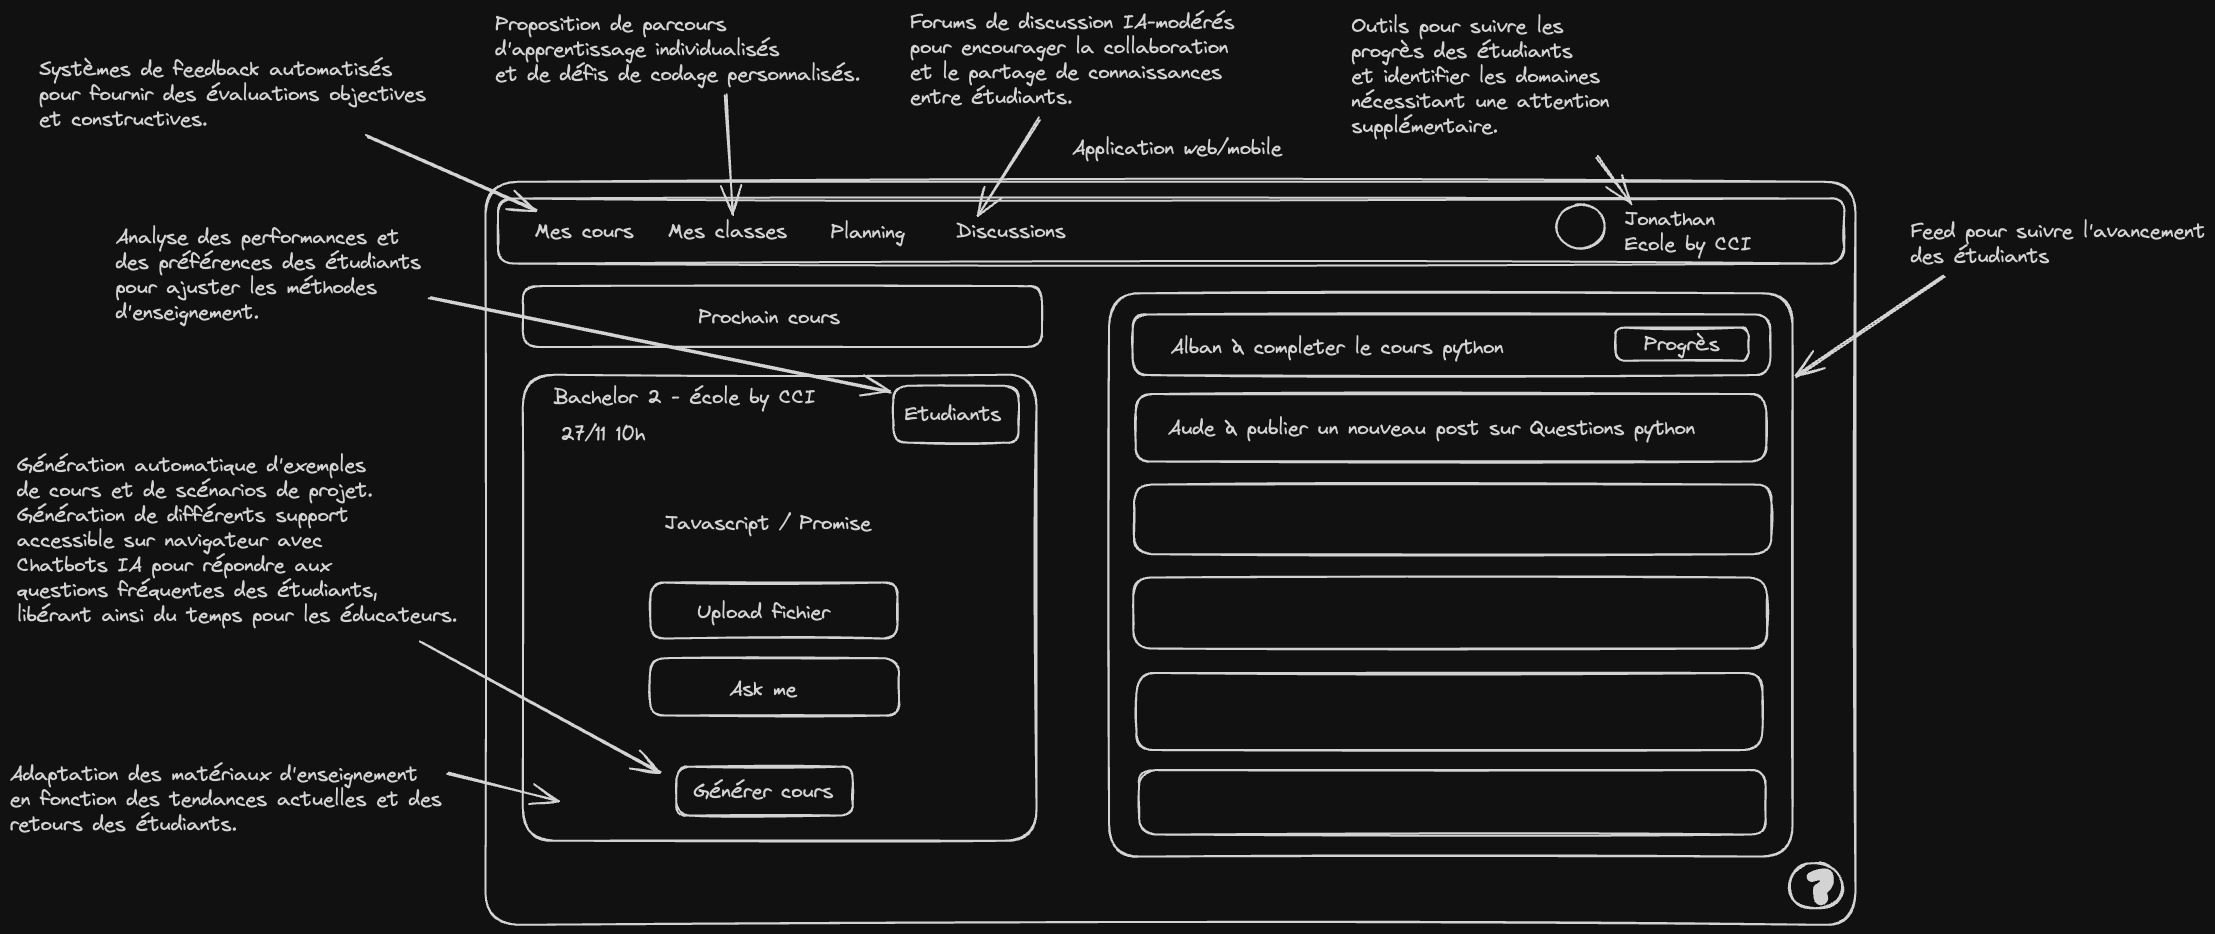 Systèmes de feedback automatisés
pour fournir des évaluations objectives
et constructives.
Proposition de parcours
d'apprentissage individualisés
et de défis de codage personnalisés.
Forums de discussion IA-modérés
pour encourager la collaboration
et le partage de connaissances
entre étudiants.
Outils pour suivre les
progrès des étudiants
et identifier les domaines
nécessitant une attention
supplémentaire.
Application web/mobile
Mes cours
Mes classes
Planning
Discussions
Jonathan
Ecole by CCI
Feed pour suivre l'avancement
des étudiants
Analyse des performances et
des préférences des étudiants
pour ajuster les méthodes
d'enseignement.
Prochain cours
Bachelor 2 - école by CCI
27/11 10h
Etudiants
Javascript / Promise
Upload fichier
Ask me
Générer cours
Alban à completer le cours python
Progrès
Aude à publier un nouveau post sur Questions python
Génération automatique d'exemples
de cours et de scénarios de projet.
Génération de différents support
accessible sur navigateur avec
Chatbots IA pour répondre aux
questions fréquentes des étudiants,
libérant ainsi du temps pour les éducateurs.
Adaptation des matériaux d'enseignement
en fonction des tendances actuelles et des
retours des étudiants.
?